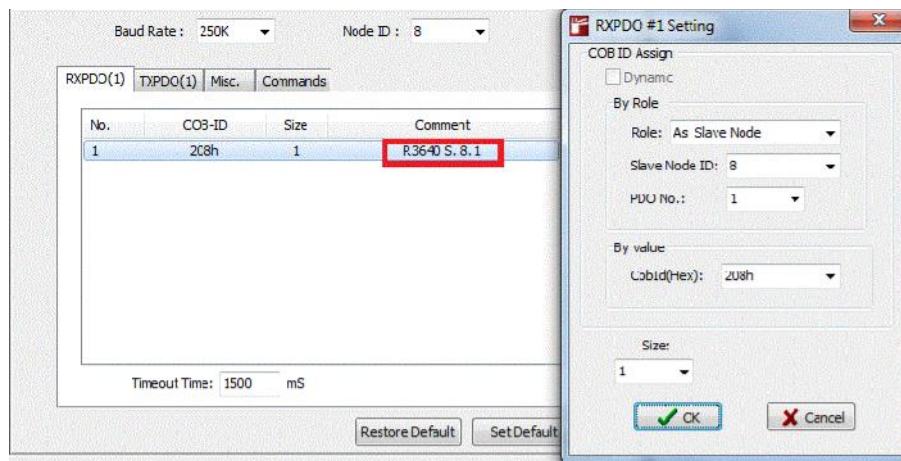 Baud Rate : 250K Node ID : 8
RXPDO(1) TXPDO(1) Misc. Commands
No. COB-ID Size Comment
1 208h 1 R3640 S. 8. 1
Timeout Time: 1500 mS
Restore Default Set Default
RXPDO #1 Setting
COB ID Assign
Dynamc
By Role
Role: As Slave Node
Slave Node ID: 8
PDO No.: 1
By value
CobId(Hex): 208h
Size:
1
OK Cancel